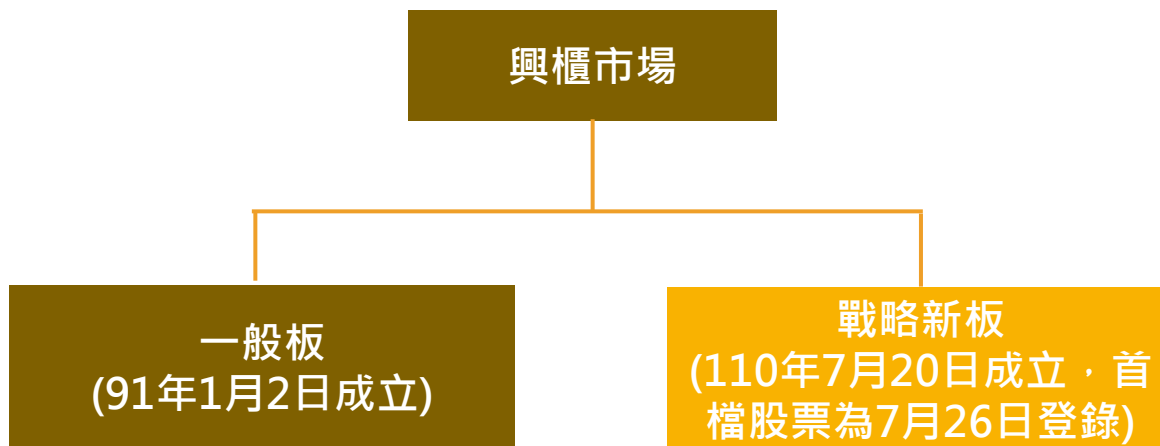 興櫃市場
一般板
(91年1月2日成立)
戰略新板
(110年7月20日成立，首
檔股票為7月26日登錄)